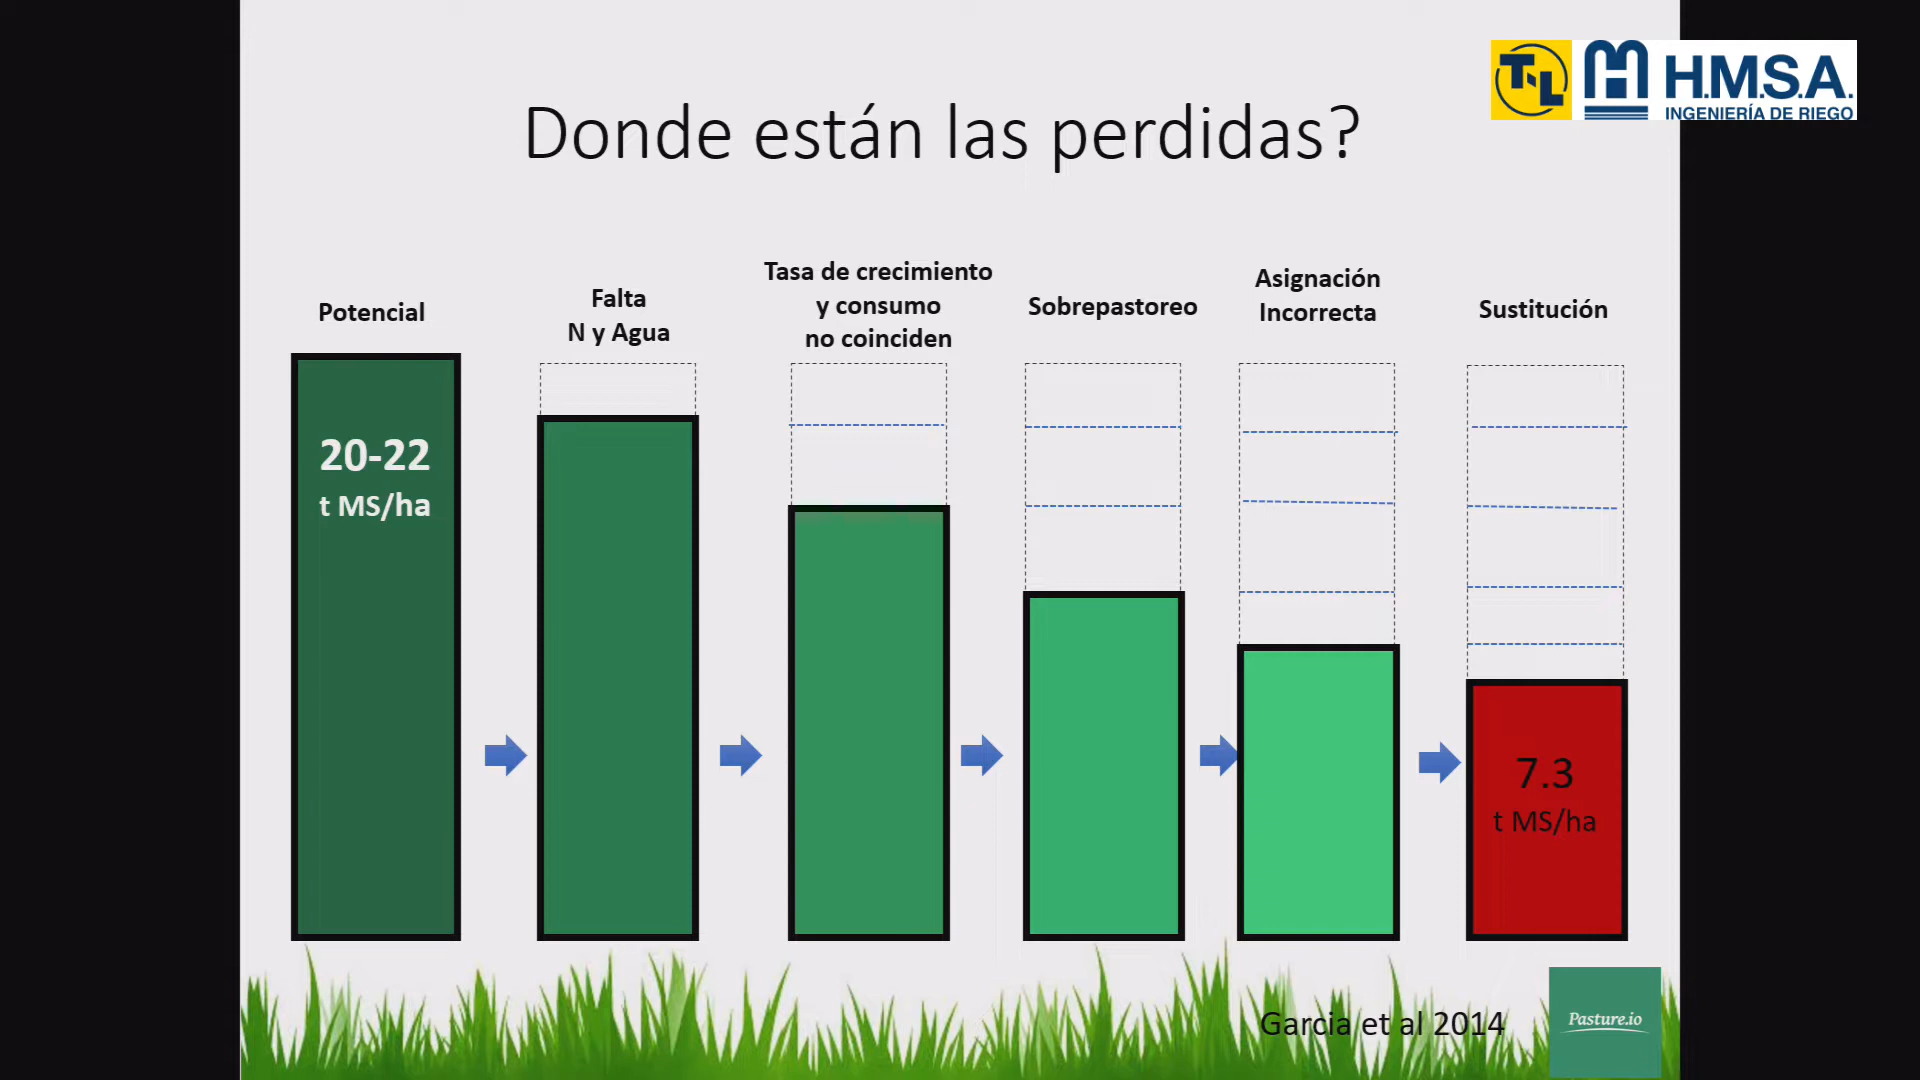 T-L
H.M.S.A.
INGENIERÍA DE RIEGO
Donde están las perdidas?
Potencial
Falta
N y Agua
Tasa de crecimiento
y consumo
no coinciden
Sobrepastoreo
Asignación
Incorrecta
Sustitución
20-22
t MS/ha
7.3
t MS/ha
Garcia et al 2014
Pasture.io